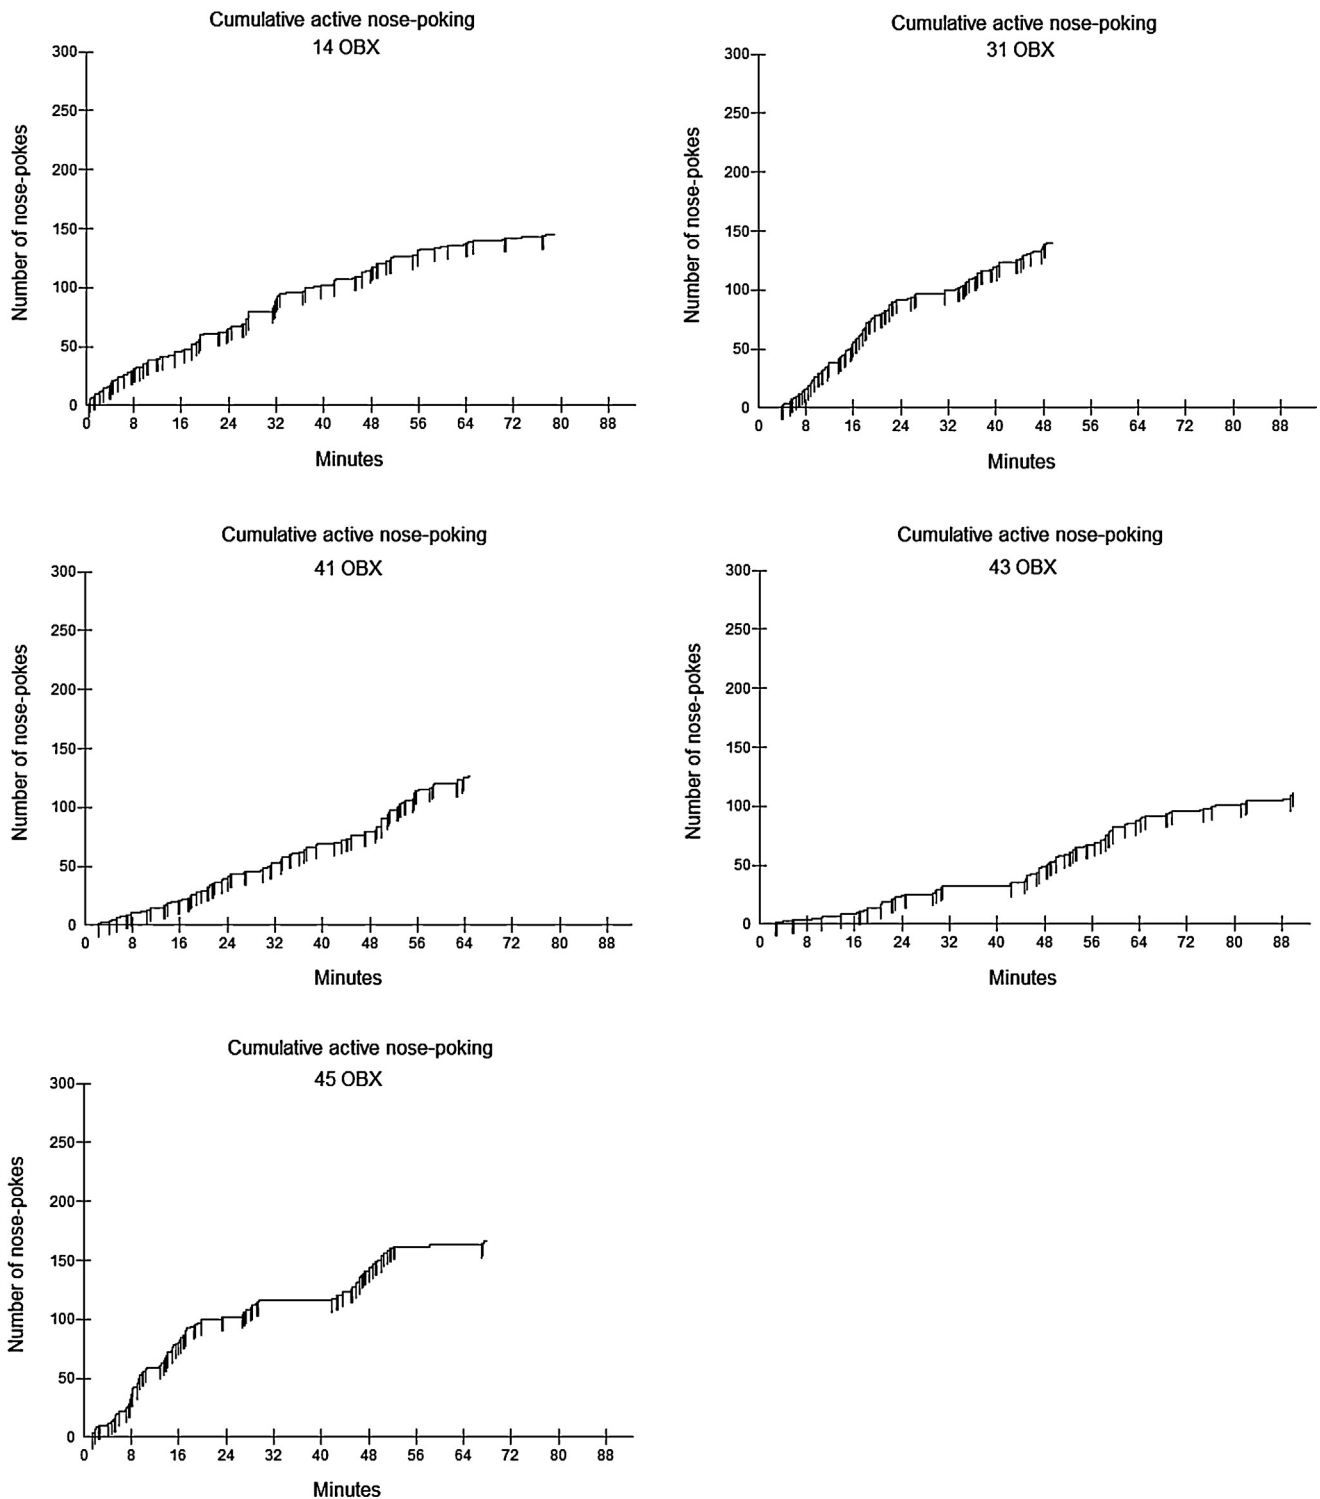 Cumulative active nose-poking
14 OBX
Number of nose-pokes
300
250
200
150
100
50
0
0 8 16 24 32 40 48 56 64 72 80 88
Minutes
Cumulative active nose-poking
31 OBX
Number of nose-pokes
300
250
200
150
100
50
0
0 8 16 24 32 40 48 56 64 72 80 88
Minutes
Cumulative active nose-poking
41 OBX
Number of nose-pokes
300
250
200
150
100
50
0
0 8 16 24 32 40 48 56 64 72 80 88
Minutes
Cumulative active nose-poking
43 OBX
Number of nose-pokes
300
250
200
150
100
50
0
0 8 16 24 32 40 48 56 64 72 80 88
Minutes
Cumulative active nose-poking
45 OBX
Number of nose-pokes
300
250
200
150
100
50
0
0 8 16 24 32 40 48 56 64 72 80 88
Minutes